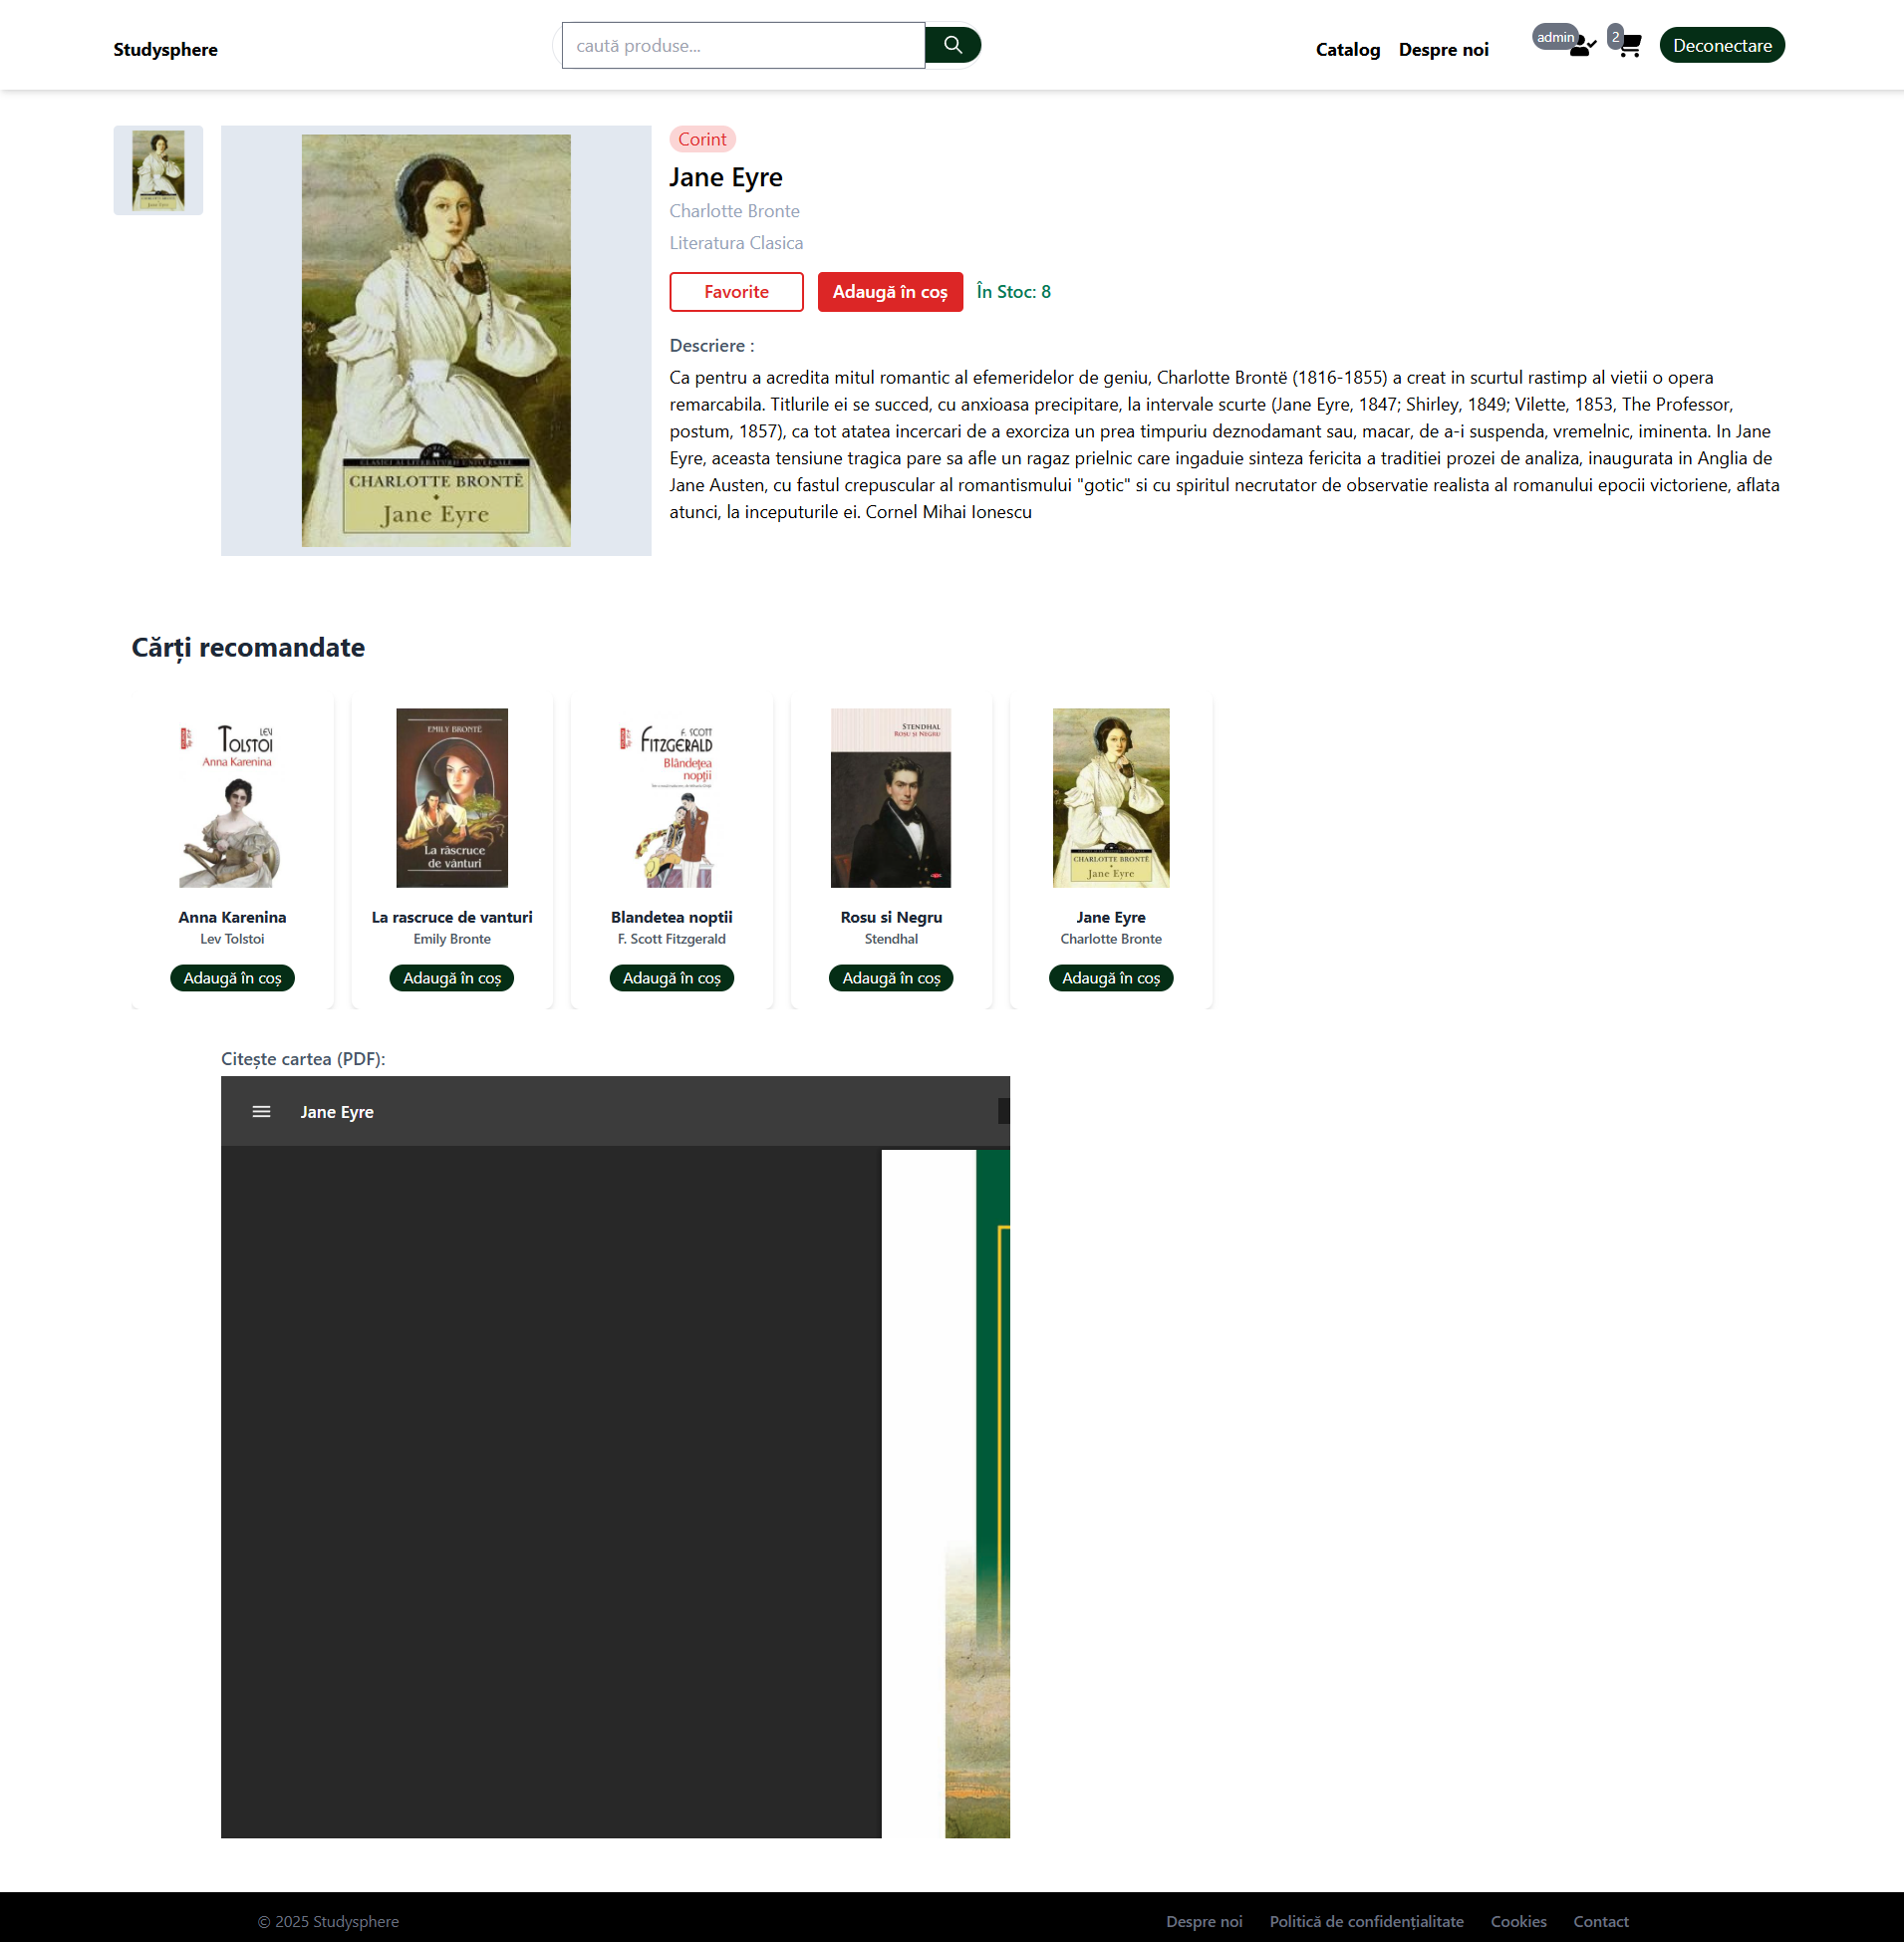 Studysphere
caută produse...
Catalog
Despre noi
admin
2
Deconectare
Corint
Jane Eyre
Charlotte Bronte
Literatura Clasica
Favorite
Adaugă în coș
În Stoc: 8
Descriere :
Ca pentru a acredita mitul romantic al efemeridelor de geniu, Charlotte Brontë (1816-1855) a creat in scurtul rastimp al vietii o opera
remarcabila. Titlurile ei se succed, cu anxioasa precipitare, la intervale scurte (Jane Eyre, 1847; Shirley, 1849; Vilette, 1853, The Professor,
postum, 1857), ca tot atatea incercari de a exorciza un prea timpuriu deznodamant sau, macar, de a-i suspenda, vremelnic, iminenta. In Jane
Eyre, aceasta tensiune tragica pare sa afle un ragaz prielnic care ingaduie sinteza fericita a traditiei prozei de analiza, inaugurata in Anglia de
Jane Austen, cu fastul crepuscular al romantismului "gotic" si cu spiritul necrutator de observatie realista al romanului epocii victoriene, aflata
atunci, la inceputurile ei. Cornel Mihai Ionescu
CLASICI AI LITERATURII UNIVERSALE
CHARLOTTE BRONTË
Jane Eyre
Cărți recomandate
LEV
TOLSTOI
Anna Karenina
Anna Karenina
Lev Tolstoi
Adaugă în coș
EMILY BRONTË
La răscruce
de vânturi
La rascruce de vanturi
Emily Bronte
Adaugă în coș
F. SCOTT
FITZGERALD
Blândețea
nopții
Blandetea noptii
F. Scott Fitzgerald
Adaugă în coș
STENDHAL
ROȘU ȘI NEGRU
Rosu si Negru
Stendhal
Adaugă în coș
CHARLOTTE BRONTË
Jane Eyre
Jane Eyre
Charlotte Bronte
Adaugă în coș
Citește cartea (PDF):
Jane Eyre
© 2025 Studysphere
Despre noi
Politică de confidențialitate
Cookies
Contact